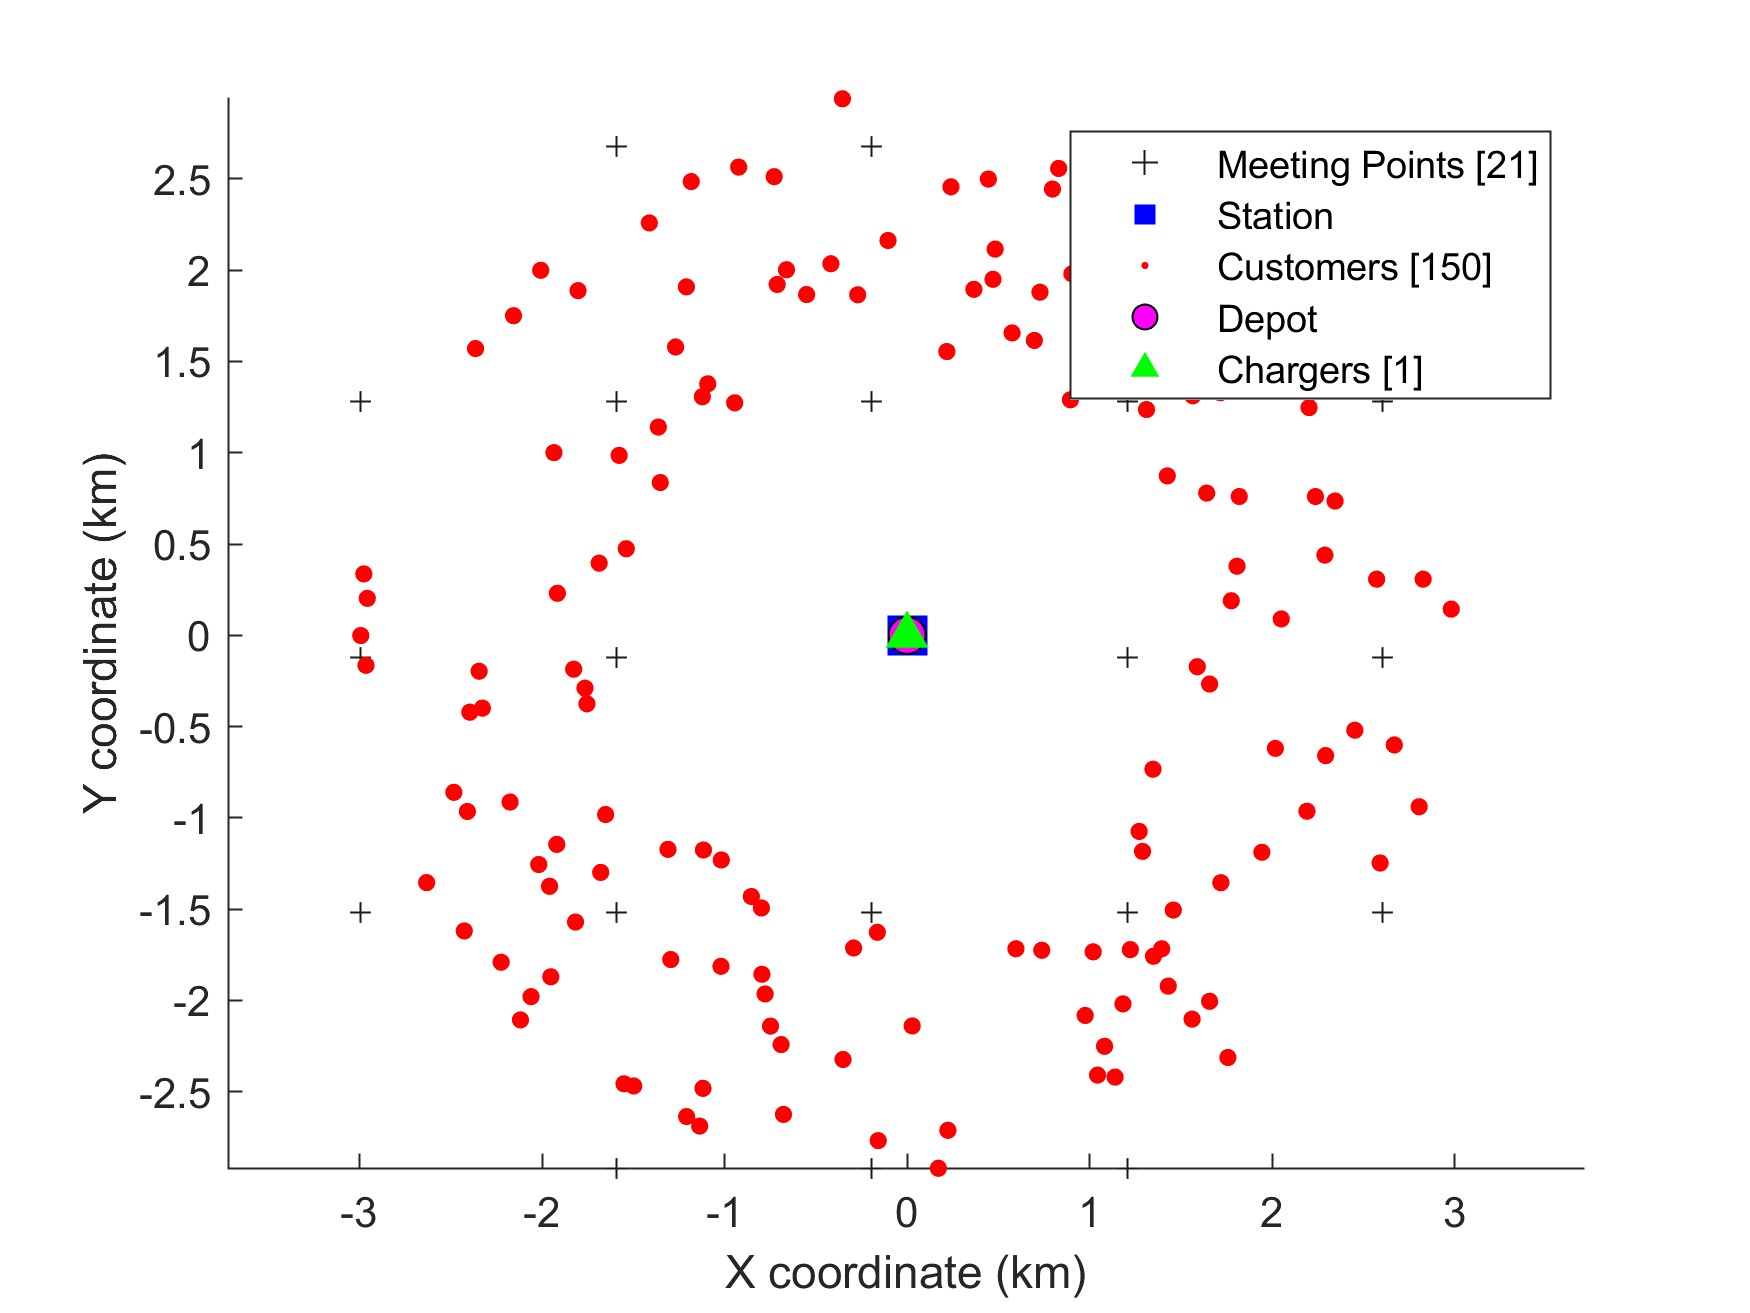 Meeting Points [21]
Station
Customers [150]
Depot
Chargers [1]
2.5
2
1.5
1
0.5
0
-0.5
-1
-1.5
-2
-2.5
Y coordinate (km)
-3 -2 -1 0 1 2 3
X coordinate (km)